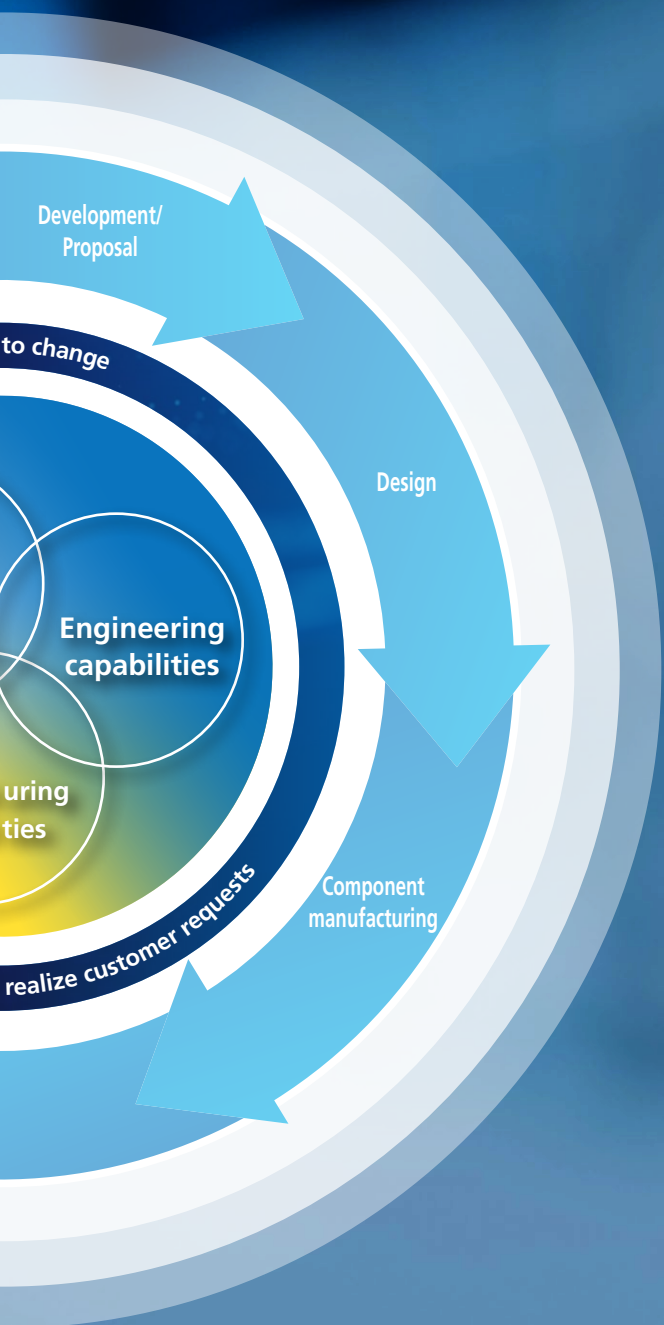 Development/
Proposal
to change
Design
Engineering
capabilities
uring
ties
Component
manufacturing
realize customer requests